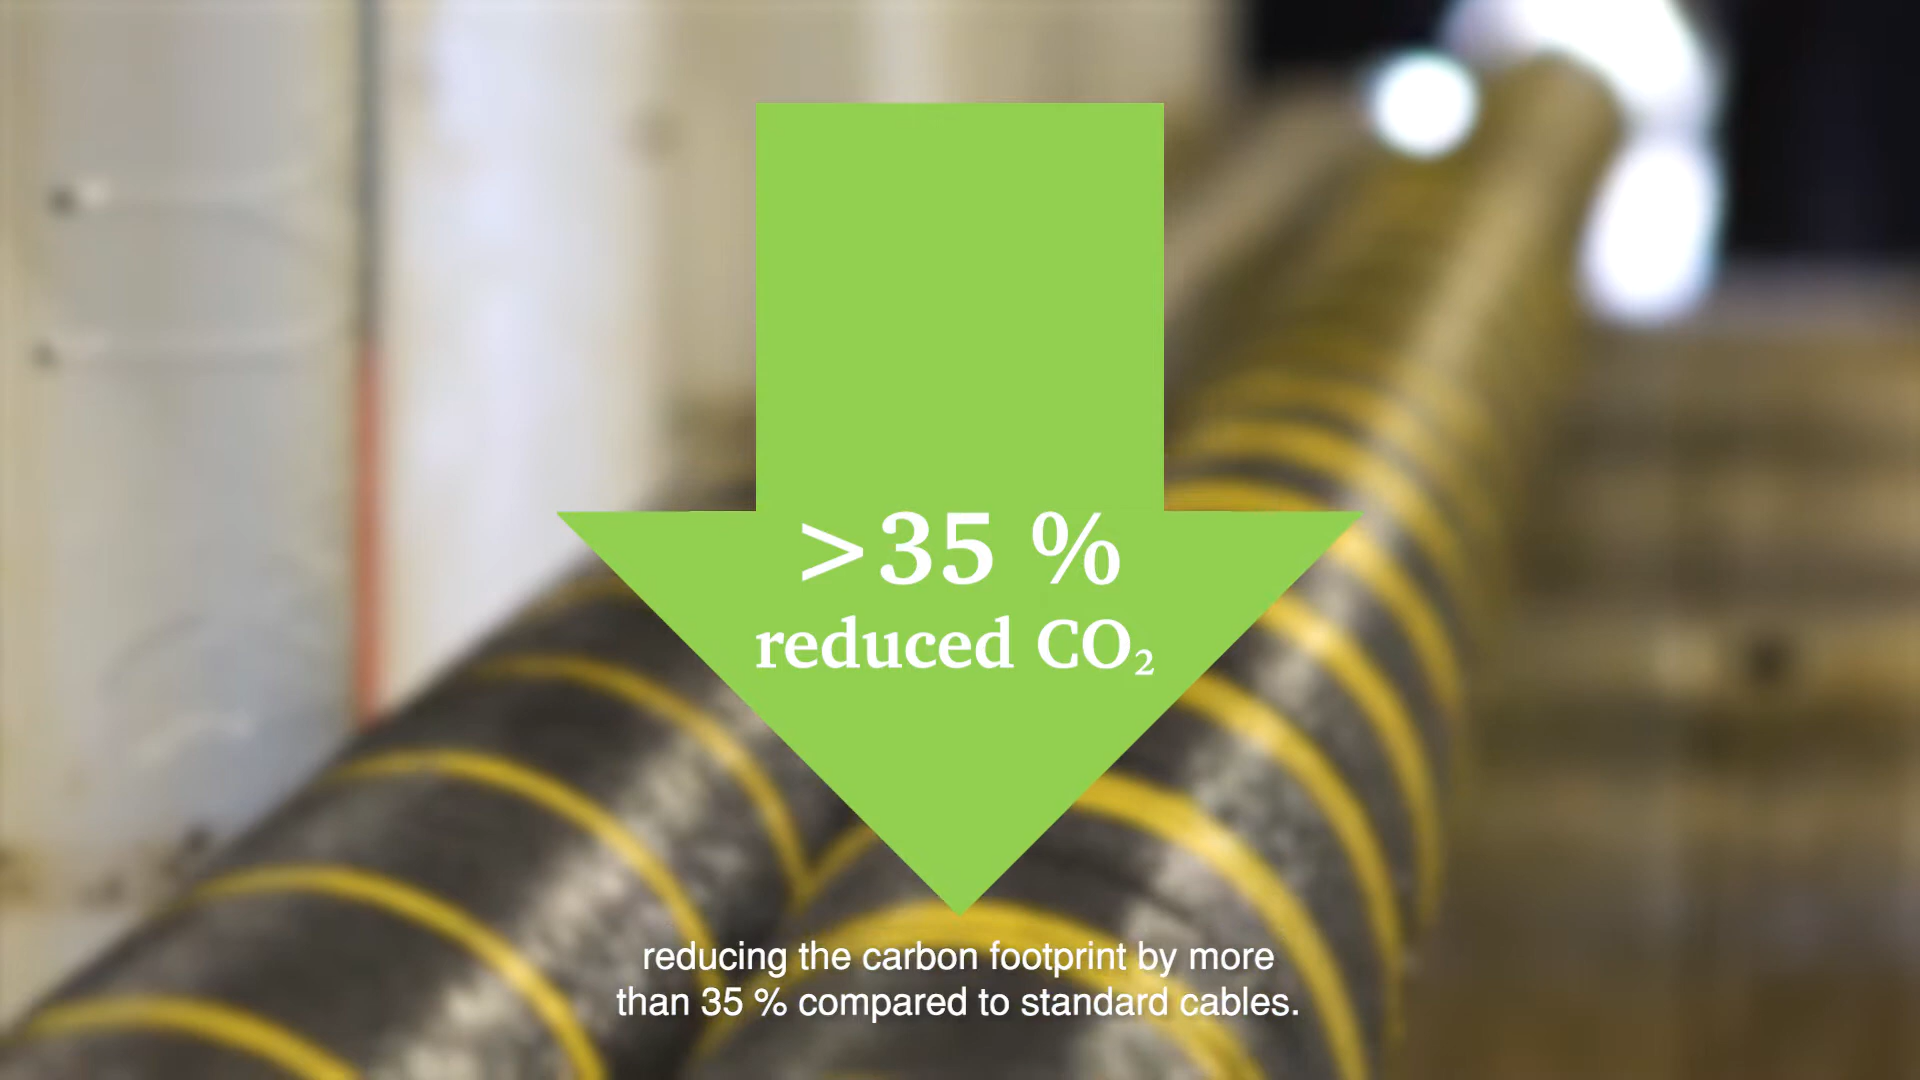 >35 %
reduced CO₂
reducing the carbon footprint by more
than 35 % compared to standard cables.